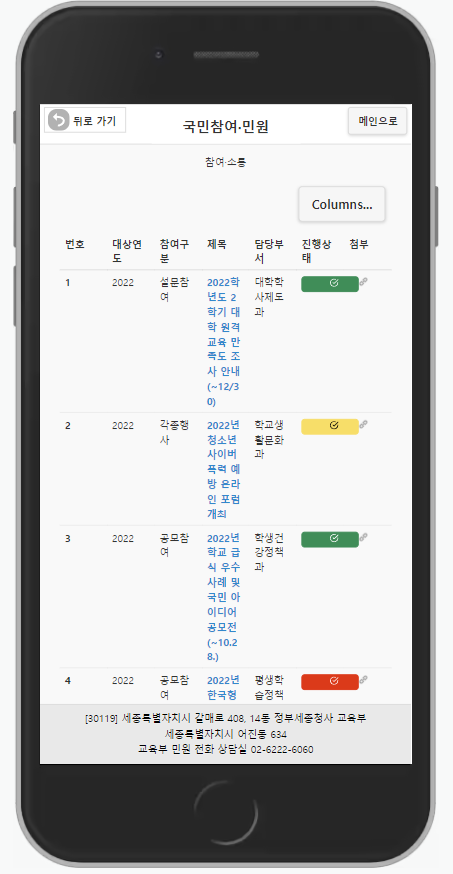 뒤로 가기
국민참여·민원
메인으로
참여·소통
Columns...
번호 대상연도 참여구분 제목 담당부서 진행상태 첨부
1 2022 설문참여 2022학년도 2학기 대학 원격교육 만족도 조사 안내(~12/30) 대학학사제도과
2 2022 각종행사 2022년 청소년 사이버폭력 예방 온라인 포럼 개최 학교생활문화과
3 2022 공모참여 2022년 학교 급식 우수사례 및 국민 아이디어 공모전(~10.28.) 학생건강정책과
4 2022 공모참여 2022년 한국형 평생학습정책
[30119] 세종특별자치시 갈매로 408, 14동 정부세종청사 교육부
세종특별자치시 어진동 634
교육부 민원 전화 상담실 02-6222-6060